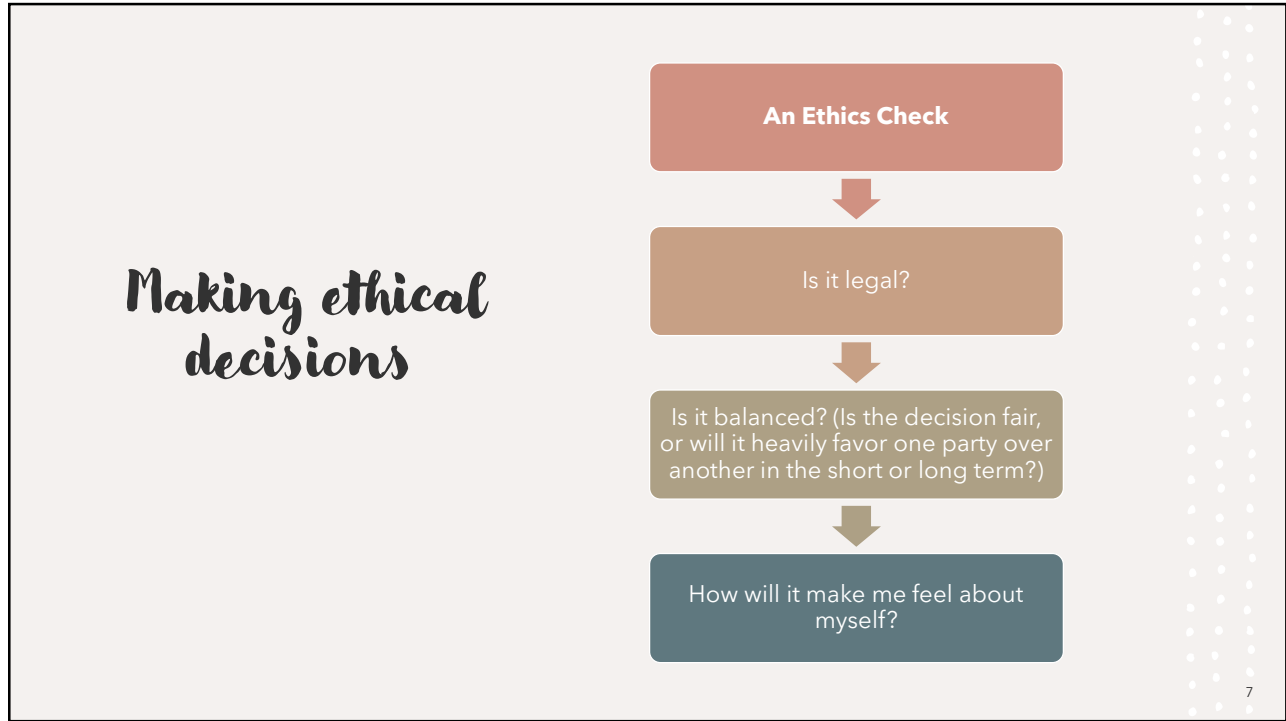 Making ethical
decisions
An Ethics Check
Is it legal?
Is it balanced? (Is the decision fair,
or will it heavily favor one party over
another in the short or long term?)
How will it make me feel about
myself?
7